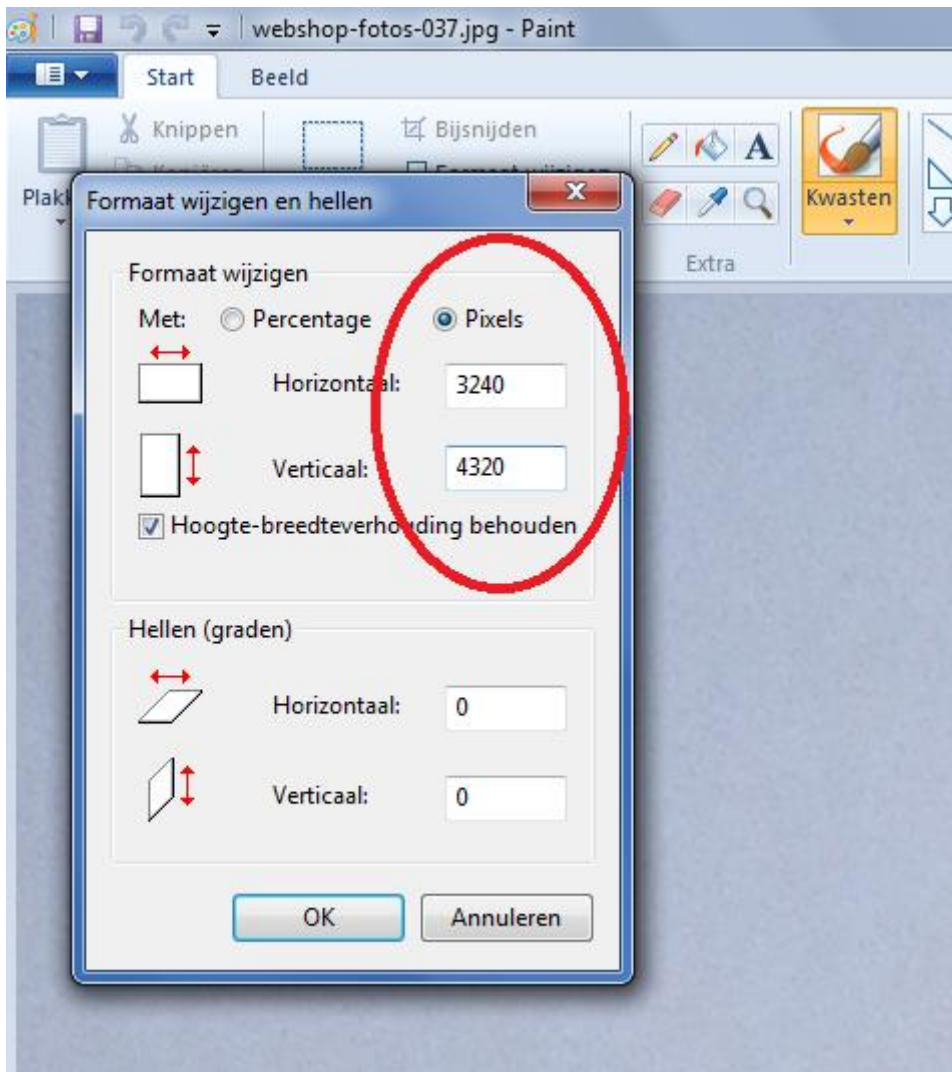 webshop-fotos-037.jpg - Paint
Start Beeld
Knippen Bijsnijden
A
Kwasten
Extra
Formaat wijzigen en hellen
Formaat wijzigen
Met: Percentage Pixels
Horizontaal: 3240
Verticaal: 4320
Hoogte-breedteverhouding behouden
Hellen (graden)
Horizontaal: 0
Verticaal: 0
OK Annuleren